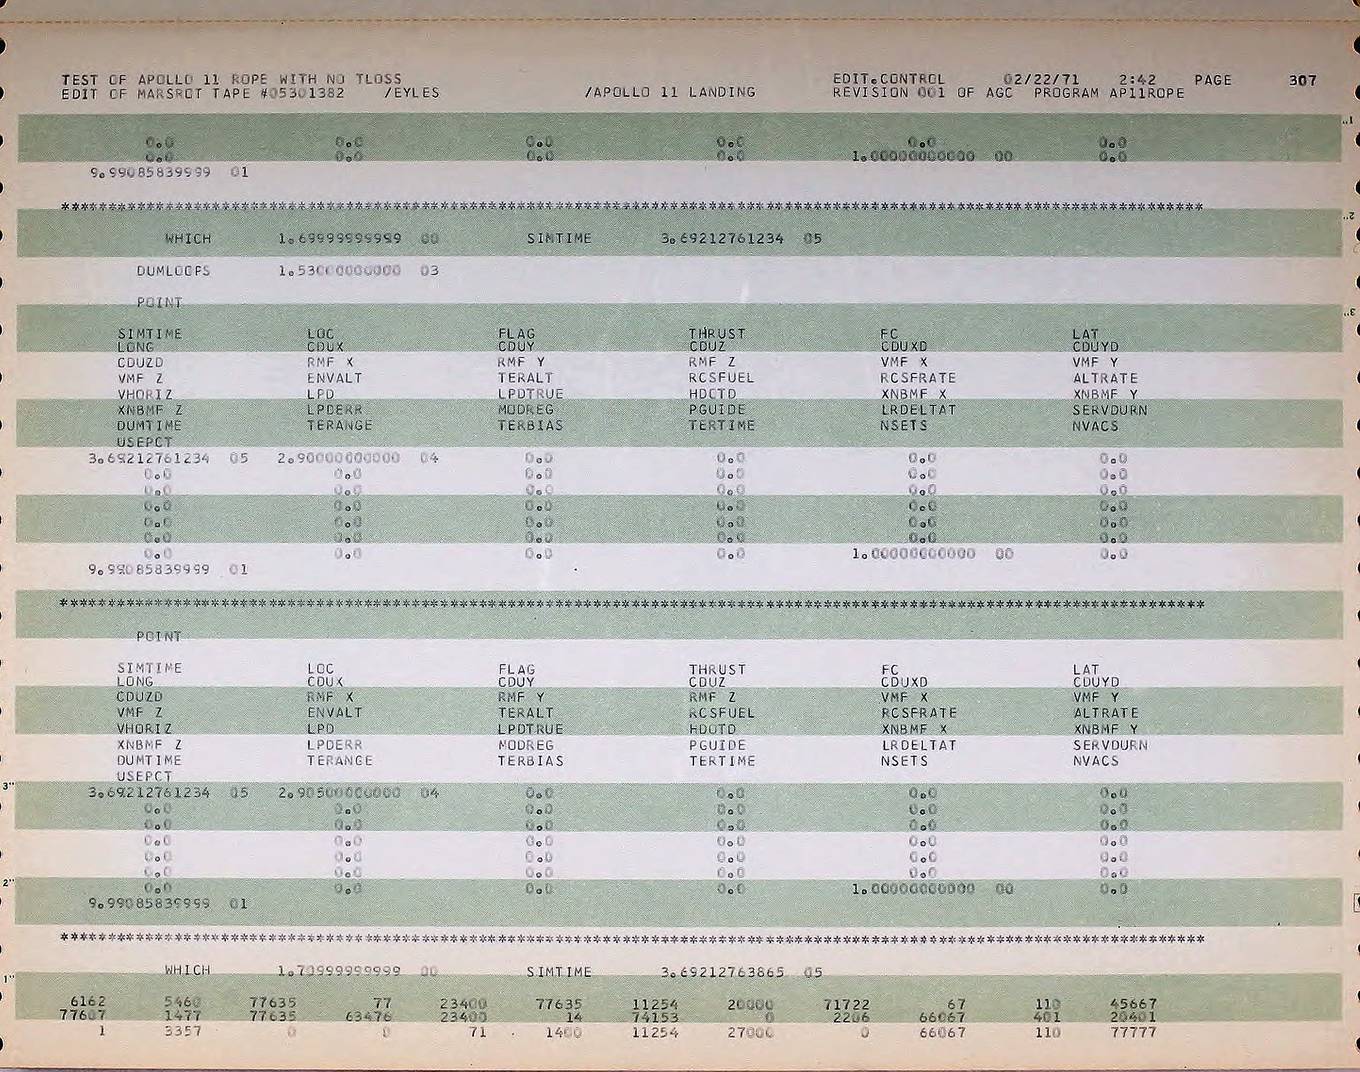 TEST OF APOLLO 11 ROPE WITH NO TLOSS EDIT.CONTROL 02/22/71 2:42 PAGE 307
EDIT OF MARSROT TAPE #05301382 /EYLES /APOLLO 11 LANDING REVISION 001 OF AGC PROGRAM AP11ROPE
0.0 0.0 0.0 0.0 0.0 0.0
0.0 0.0 0.0 0.0 1.00000000000 00 0.0
9.99085839999 01
WHICH 1.69999999999 00 SIMTIME 3.69212761234 05
DUMLOOPS 1.53000000000 03
POINT
SIMTIME LOC FLAG THRUST FC LAT
LONG CDUX CDUY CDUZ CDUXD CDUYD
CDUZD RMF X RMF Y RMF Z VMF X VMF Y
VMF Z ENVALT TERALT RCSFUEL RCSFRATE ALTRATE
VHORIZ LPD LPDTRUE HDOTD XNBMF X XNBMF Y
XNBMF Z LPDERR MODREG PGUIDE LRDELTAT SERVDURN
DUMTIME TERANGE TERBIAS TERTIME NSETS NVACS
USEPCT
3.69212761234 05 2.90000000000 04 0.0 0.0 0.0 0.0
0.0 0.0 0.0 0.0 0.0 0.0
0.0 0.0 0.0 0.0 0.0 0.0
0.0 0.0 0.0 0.0 0.0 0.0
0.0 0.0 0.0 0.0 0.0 0.0
0.0 0.0 0.0 0.0 0.0 0.0
0.0 0.0 0.0 0.0 1.00000000000 00 0.0
9.99085839999 01
POINT
SIMTIME LOC FLAG THRUST FC LAT
LONG CDUX CDUY CDUZ CDUXD CDUYD
CDUZD RMF X RMF Y RMF Z VMF X VMF Y
VMF Z ENVALT TERALT RCSFUEL RCSFRATE ALTRATE
VHORIZ LPD LPDTRUE HDOTD XNBMF X XNBMF Y
XNBMF Z LPDERR MODREG PGUIDE LRDELTAT SERVDURN
DUMTIME TERANGE TERBIAS TERTIME NSETS NVACS
USEPCT
3.69212761234 05 2.90500000000 04 0.0 0.0 0.0 0.0
0.0 0.0 0.0 0.0 0.0 0.0
0.0 0.0 0.0 0.0 0.0 0.0
0.0 0.0 0.0 0.0 0.0 0.0
0.0 0.0 0.0 0.0 0.0 0.0
0.0 0.0 0.0 0.0 0.0 0.0
0.0 0.0 0.0 0.0 1.00000000000 00 0.0
9.99085839999 01
WHICH 1.70999999999 00 SIMTIME 3.69212763865 05
6162 5460 77635 77 23400 77635 11254 20000 71722 67 110 45667
77607 1477 77635 63476 23400 14 74153 0 2206 66067 401 20401
1 3357 0 0 71 1400 11254 27000 0 66067 110 77777